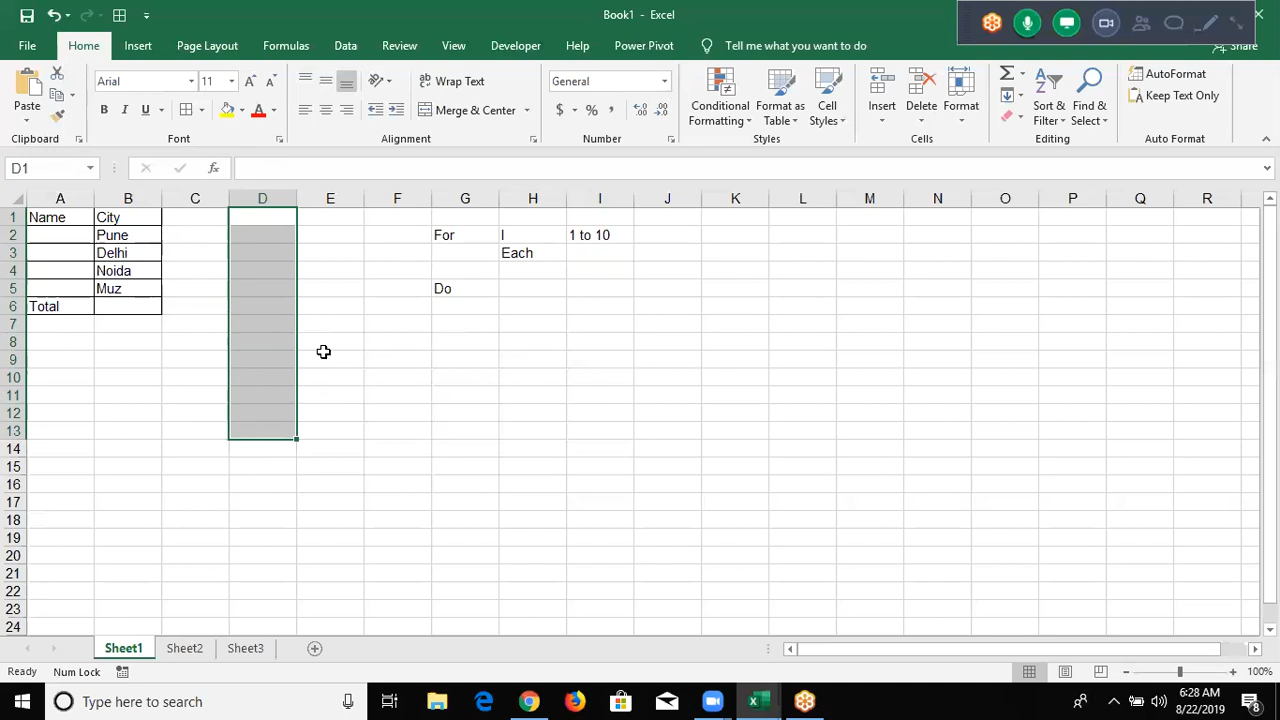 Book1 - Excel
File Home Insert Page Layout Formulas Data Review View Developer Help Power Pivot Tell me what you want to do Share
Paste Arial 11 Wrap Text General Conditional Formatting Format as Table Cell Styles Insert Delete Format Sort & Filter Find & Select AutoFormat
B I U Merge & Center $ % Keep Text Only
Clipboard Font Alignment Number Styles Cells Editing Auto Format
D1 fx
A B C D E F G H I J K L M N O P Q R
1 Name City
2 Pune For I 1 to 10
3 Delhi Each
4 Noida
5 Muz Do
6 Total
7
8
9
10
11
12
13
14
15
16
17
18
19
20
21
22
23
24
Sheet1 Sheet2 Sheet3
Ready Num Lock 100%
Type here to search 6:28 AM
8/22/2019 8